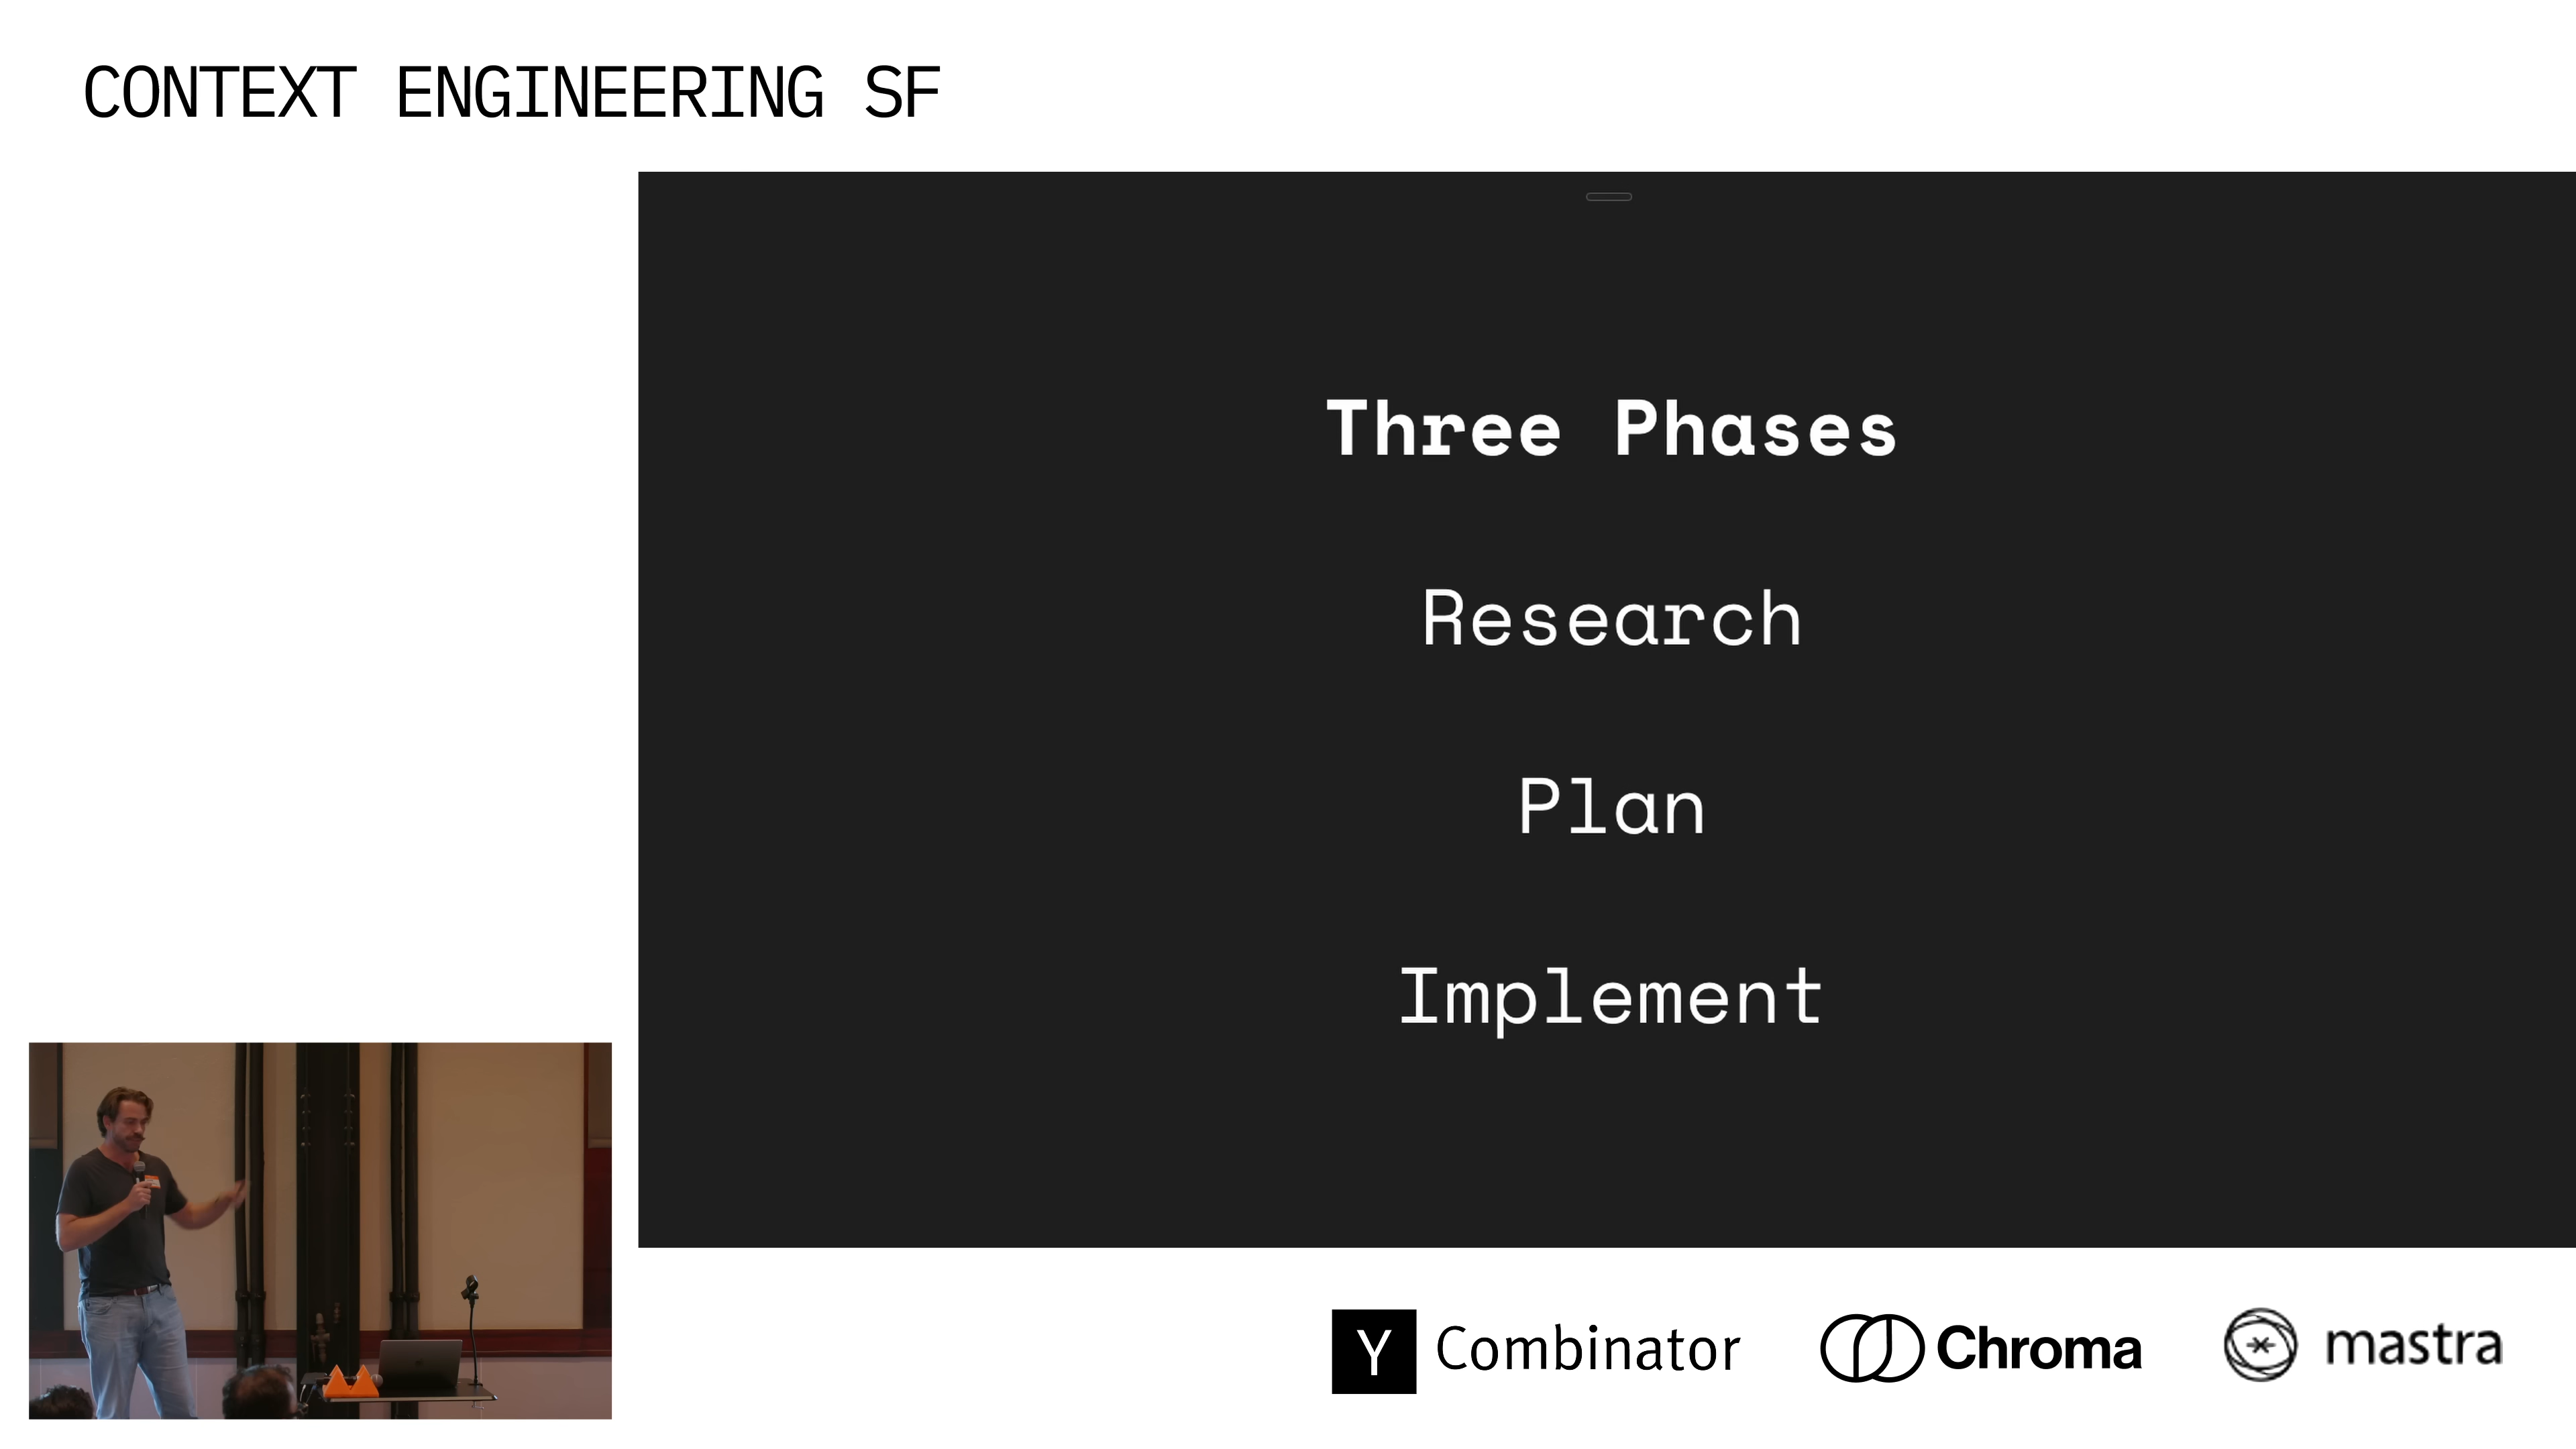 CONTEXT ENGINEERING SF
Three Phases
Research
Plan
Implement
Y Combinator
Chroma
mastra